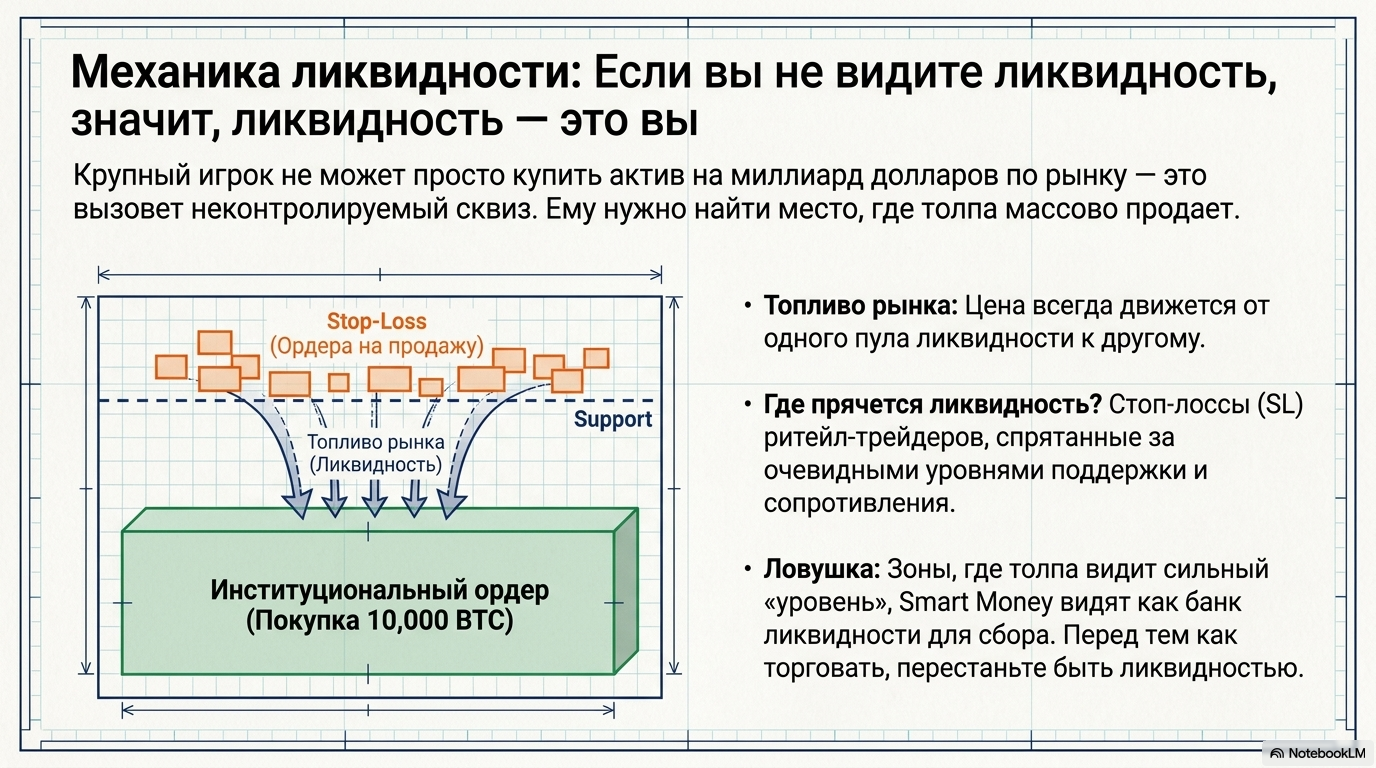 Механика ликвидности: Если вы не видите ликвидность,
значит, ликвидность — это вы
Крупный игрок не может просто купить актив на миллиард долларов по рынку — это
вызовет неконтролируемый сквиз. Ему нужно найти место, где толпа массово продает.
Stop-Loss
(Ордера на продажу)
Support
Топливо рынка
(Ликвидность)
Институциональный ордер
(Покупка 10,000 BTC)
• Топливо рынка: Цена всегда движется от
одного пула ликвидности к другому.
• Где прячется ликвидность? Стоп-лоссы (SL)
ритейл-трейдеров, спрятанные за
очевидными уровнями поддержки и
сопротивления.
• Ловушка: Зоны, где толпа видит сильный
«уровень», Smart Money видят как банк
ликвидности для сбора. Перед тем как
торговать, перестаньте быть ликвидностью.
NotebookLM